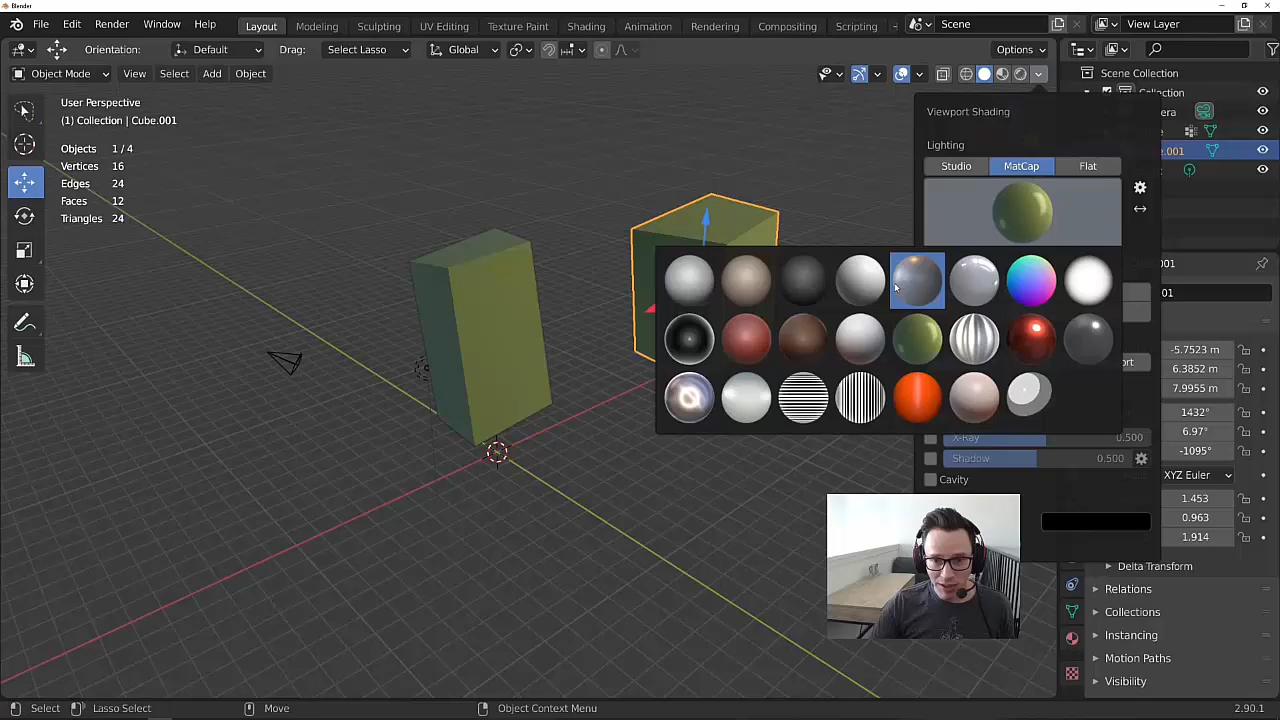 Blender
File Edit Render Window Help
Layout Modeling Sculpting UV Editing Texture Paint Shading Animation Rendering Compositing Scripting
Scene
View Layer
Orientation: Default Drag: Select Lasso Global Options
Object Mode View Select Add Object
Scene Collection
Collection
User Perspective
(1) Collection | Cube.001
Objects 1 / 4
Vertices 16
Edges 24
Faces 12
Triangles 24
Viewport Shading
Lighting
Studio MatCap Flat
X-Ray 0.500
Shadow 0.500
Cavity
era
e.001
001
01
ort
-5.7523 m
6.3852 m
7.9955 m
1432°
6.97°
-1095°
XYZ Euler
1.453
0.963
1.914
Delta Transform
Relations
Collections
Instancing
Motion Paths
Visibility
Select Lasso Select Move Object Context Menu 2.90.1